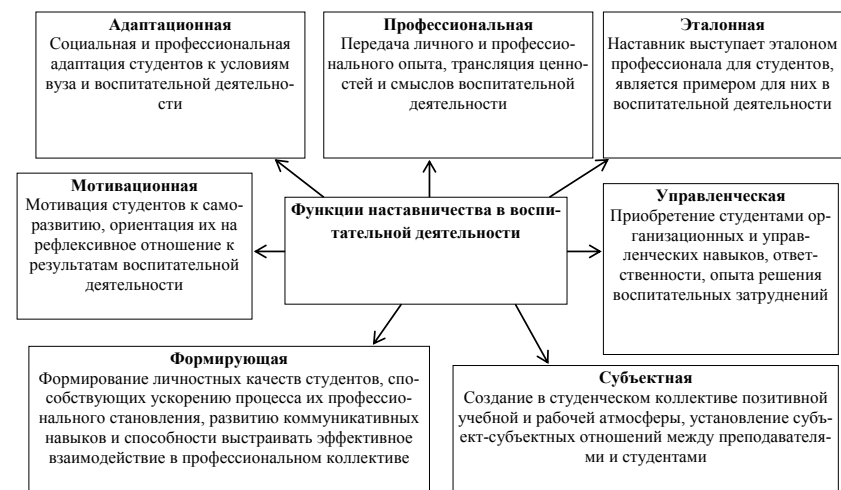 Адаптационная
Социальная и профессиональная
адаптация студентов к условиям
вуза и воспитательной деятельно-
сти
Профессиональная
Передача личного и профессио-
нального опыта, трансляция ценно-
стей и смыслов воспитательной
деятельности
Эталонная
Наставник выступает эталоном
профессионала для студентов,
является примером для них в
воспитательной деятельности
Мотивационная
Мотивация студентов к само-
развитию, ориентация их на
рефлексивное отношение к
результатам воспитательной
деятельности
Функции наставничества в воспи-
тательной деятельности
Управленческая
Приобретение студентами ор-
ганизационных и управ-
ленческих навыков, ответ-
ственности, опыта решения
воспитательных затруднений
Формирующая
Формирование личностных качеств студентов, спо-
собствующих ускорению процесса их профессио-
нального становления, развитию коммуникативных
навыков и способности выстраивать эффективное
взаимодействие в профессиональном коллективе
Субъектная
Создание в студенческом коллективе позитивной
учебной и рабочей атмосферы, установление субъ-
ект-субъектных отношений между преподавателя-
ми и студентами